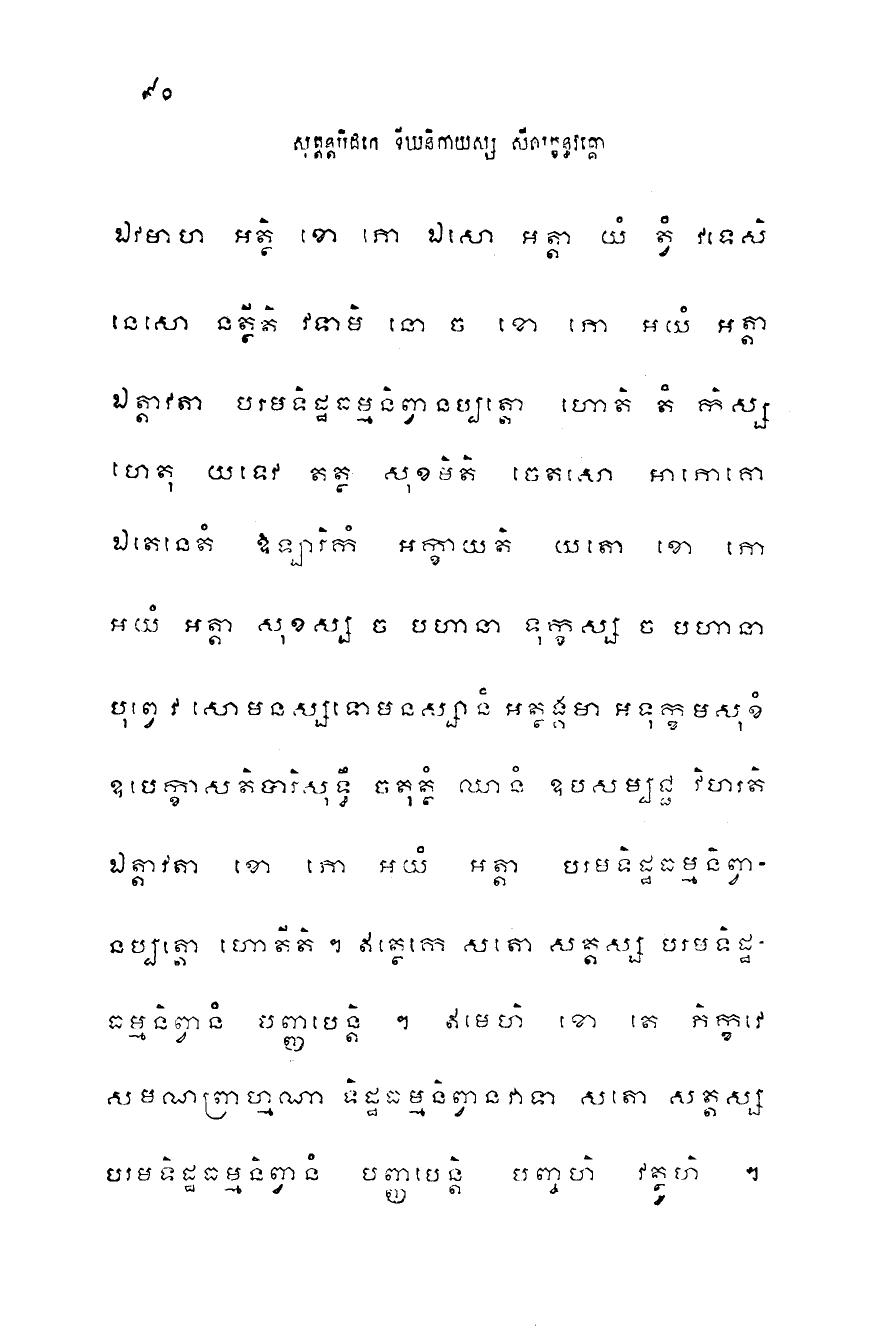 ៩០
សុត្តន្តបិដកេ ទីឃនិកាយស្ស សីលក្ខន្ធវគ្គោ
ឯវមាហ អត្ថិ ខោ ភោ ឯសោ អត្តា យំ ត្វំ វទេសិ
នេសោ នត្ថីតិ វទាមិ នោ ច ខោ ភោ អយំ អត្តា
ឯត្តាវតា បរមទិដ្ឋធម្មនិព្វានប្បត្តោ ហោតិ តំ កិស្ស
ហេតុ យទេវ តត្ថ សុខមិតិ ចេតសោ អាភោគោ
ឯតេនេតំ ឱឡារិកំ អក្ខាយតិ យតោ ខោ ភោ
អយំ អត្តា សុខស្ស ច បហានា ទុក្ខស្ស ច បហានា
បុព្វេវ សោមនស្សទោមនស្សានំ អត្ថង្គមា អទុក្ខមសុខំ
ឧបេក្ខាសតិបារិសុទ្ធឹ ចតុត្ថំ ឈានំ ឧបសម្បជ្ជ វិហរតិ
ឯត្តាវតា ខោ ភោ អយំ អត្តា បរមទិដ្ឋធម្មនិព្វា-
នប្បត្តោ ហោតីតិ ។ ឥត្ថេកេ សតោ សត្តស្ស បរមទិដ្ឋ-
ធម្មនិព្វានំ បញ្ញាបេន្តិ ។ ឥមេហិ ខោ តេ ភិក្ខវេ
សមណព្រាហ្មណា ទិដ្ឋធម្មនិព្វានវាទា សតោ សត្តស្ស
បរមទិដ្ឋធម្មនិព្វានំ បញ្ញាបេន្តិ បញ្ចហិ វត្ថូហិ ។